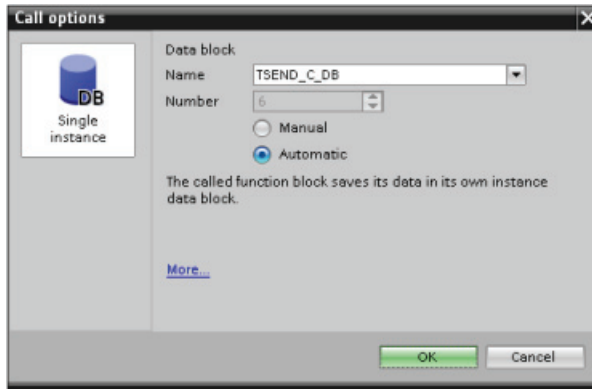 Call options
DB
Single
instance
Data block
Name TSEND_C_DB
Number 6
Manual
Automatic
The called function block saves its data in its own instance
data block.
More...
OK Cancel